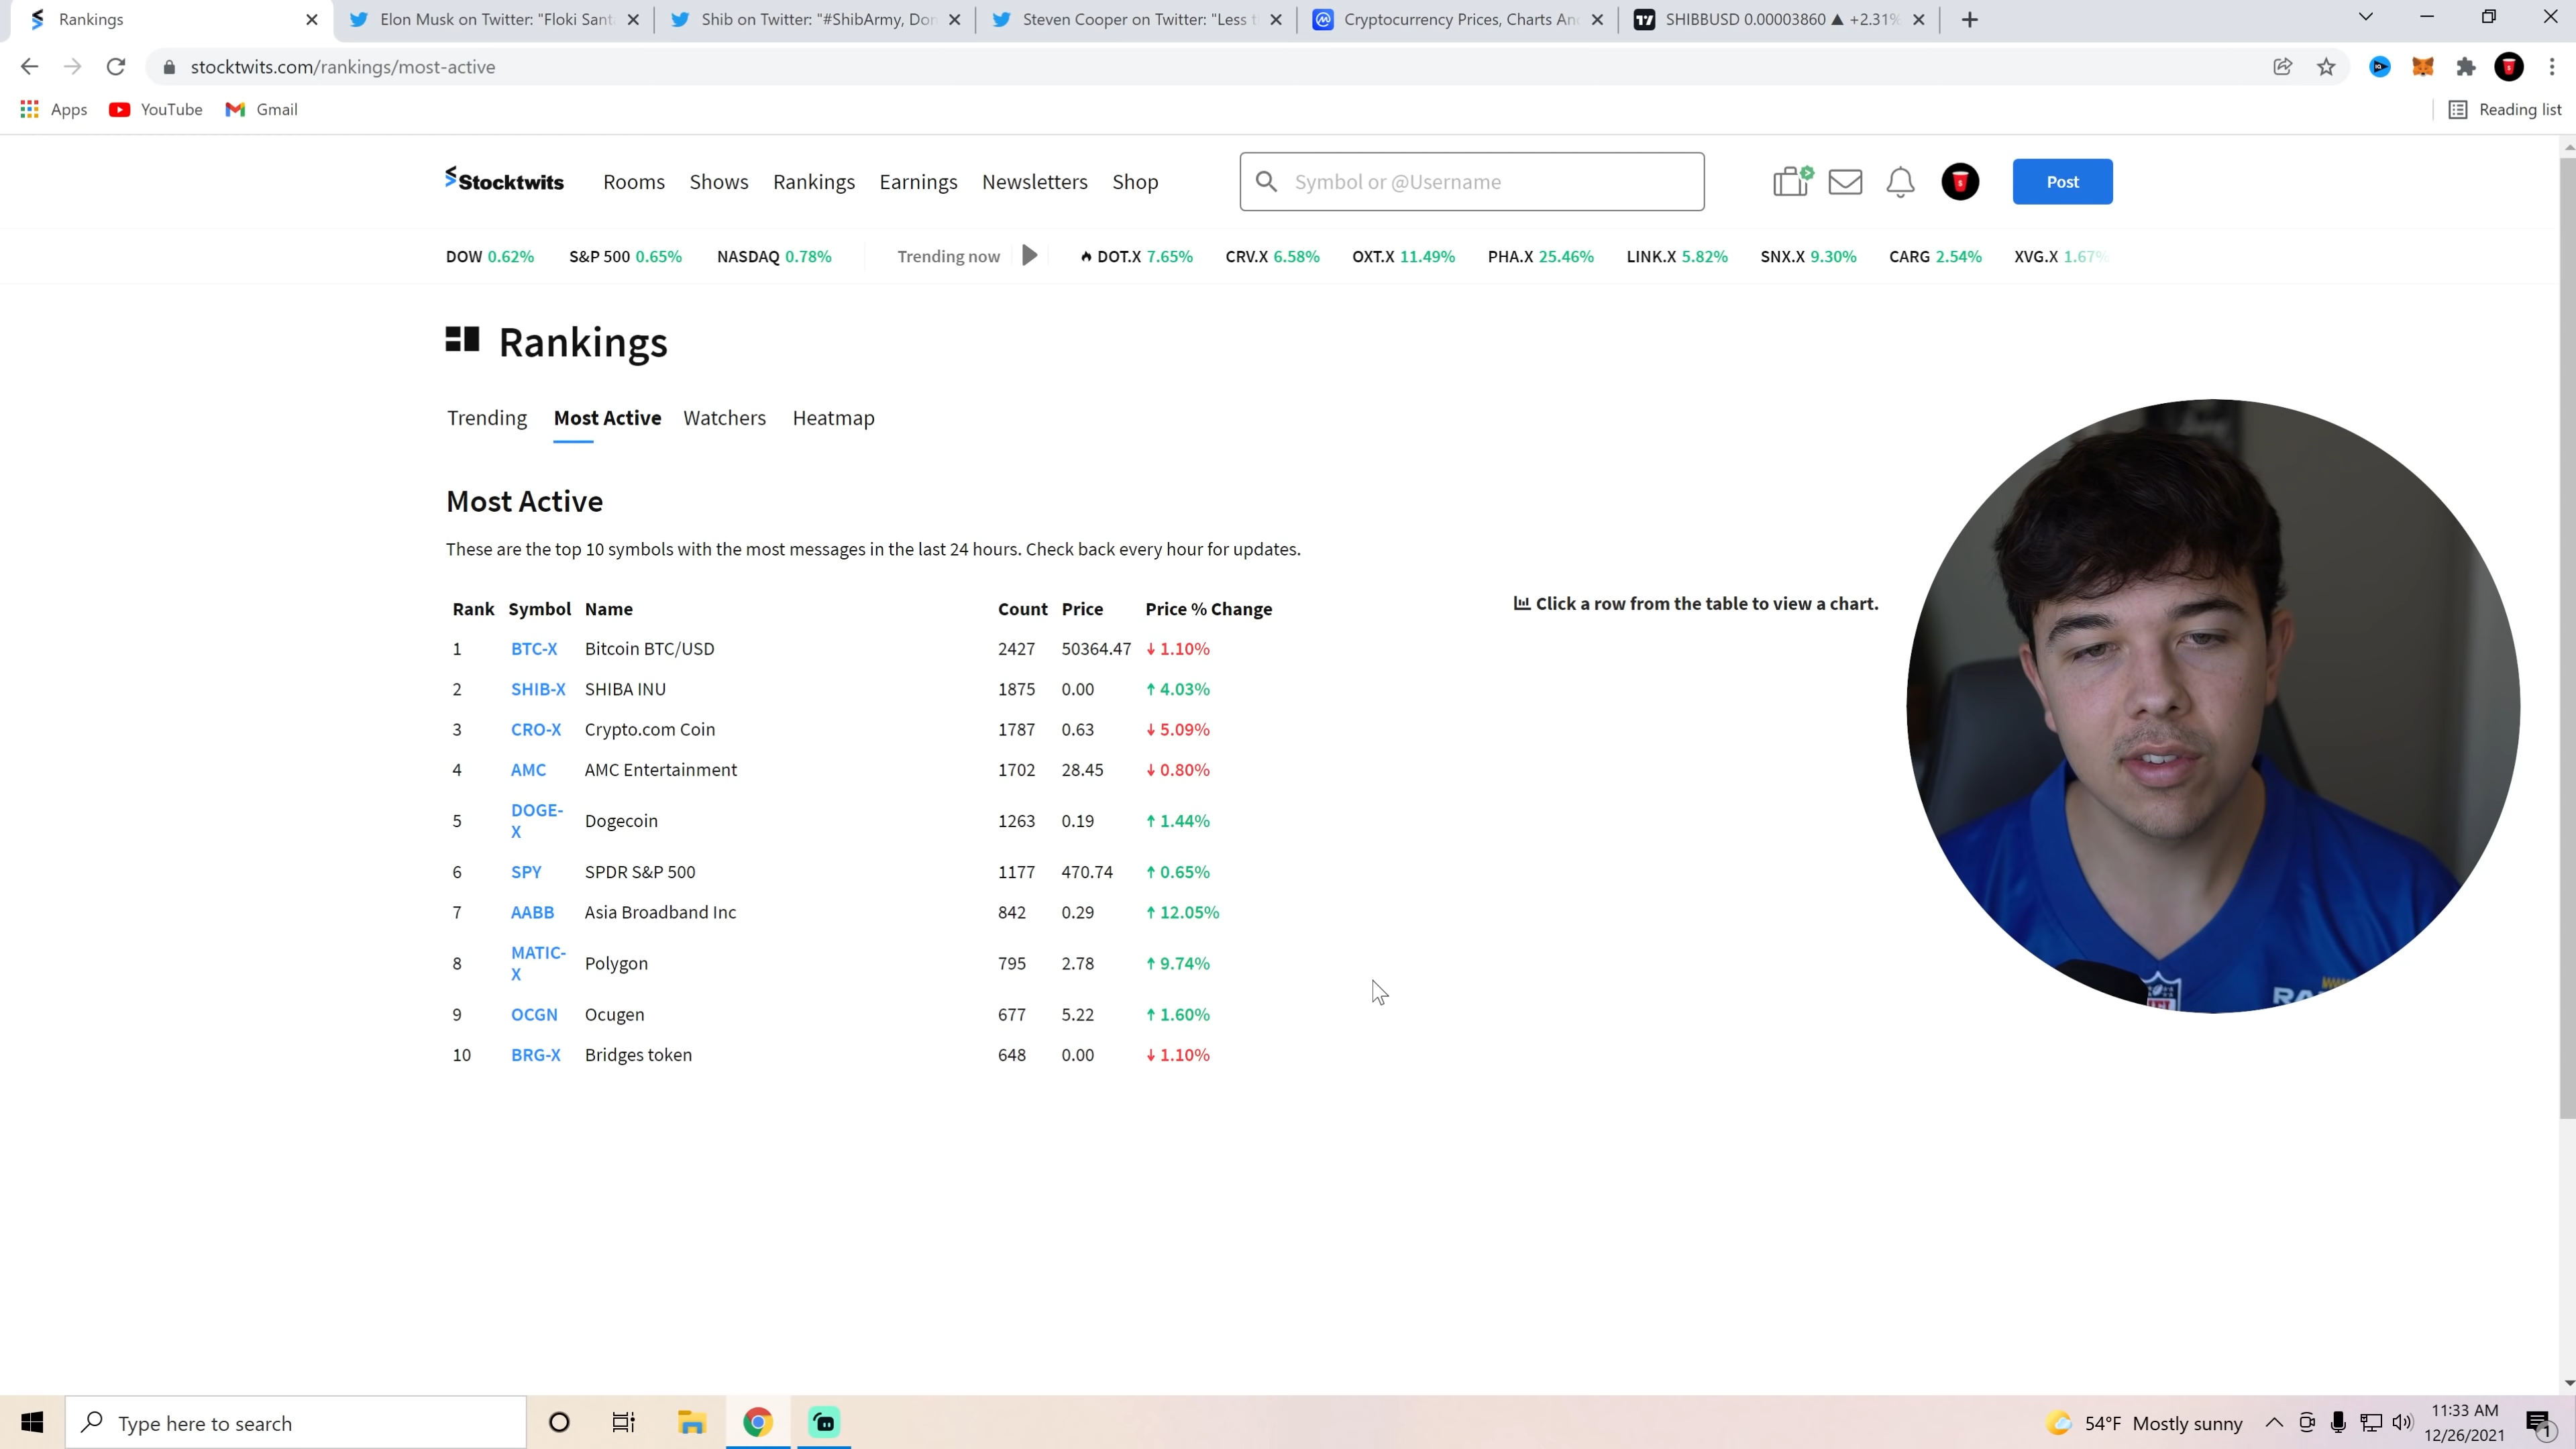 Rankings
Elon Musk on Twitter: "Floki Sant
Shib on Twitter: "#ShibArmy, Don
Steven Cooper on Twitter: "Less t
Cryptocurrency Prices, Charts An
SHIBBUSD 0.00003860 ▲ +2.31%
stocktwits.com/rankings/most-active
Apps
YouTube
Gmail
Reading list
Stocktwits
Rooms
Shows
Rankings
Earnings
Newsletters
Shop
Symbol or @Username
Post
DOW 0.62%
S&P 500 0.65%
NASDAQ 0.78%
Trending now
DOT.X 7.65%
CRV.X 6.58%
OXT.X 11.49%
PHA.X 25.46%
LINK.X 5.82%
SNX.X 9.30%
CARG 2.54%
XVG.X 1.67%
Rankings
Trending
Most Active
Watchers
Heatmap
Most Active
These are the top 10 symbols with the most messages in the last 24 hours. Check back every hour for updates.
Rank Symbol Name Count Price Price % Change
Click a row from the table to view a chart.
1 BTC-X Bitcoin BTC/USD 2427 50364.47 ↓ 1.10%
2 SHIB-X SHIBA INU 1875 0.00 ↑ 4.03%
3 CRO-X Crypto.com Coin 1787 0.63 ↓ 5.09%
4 AMC AMC Entertainment 1702 28.45 ↓ 0.80%
5 DOGE-
X Dogecoin 1263 0.19 ↑ 1.44%
6 SPY SPDR S&P 500 1177 470.74 ↑ 0.65%
7 AABB Asia Broadband Inc 842 0.29 ↑ 12.05%
8 MATIC-
X Polygon 795 2.78 ↑ 9.74%
9 OCGN Ocugen 677 5.22 ↑ 1.60%
10 BRG-X Bridges token 648 0.00 ↓ 1.10%
NFL
Type here to search
54°F Mostly sunny
11:33 AM
12/26/2021
1